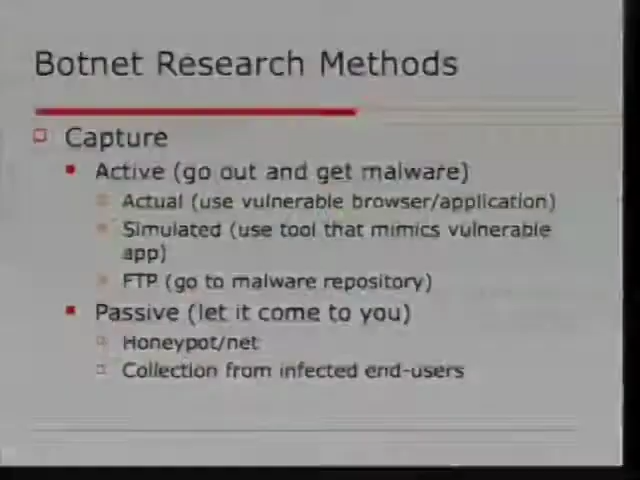 Botnet Research Methods
Capture
Active (go out and get malware)
Actual (use vulnerable browser/application)
Simulated (use tool that mimics vulnerable
app)
FTP (go to malware repository)
Passive (let it come to you)
Honeypot/net
Collection from infected end-users